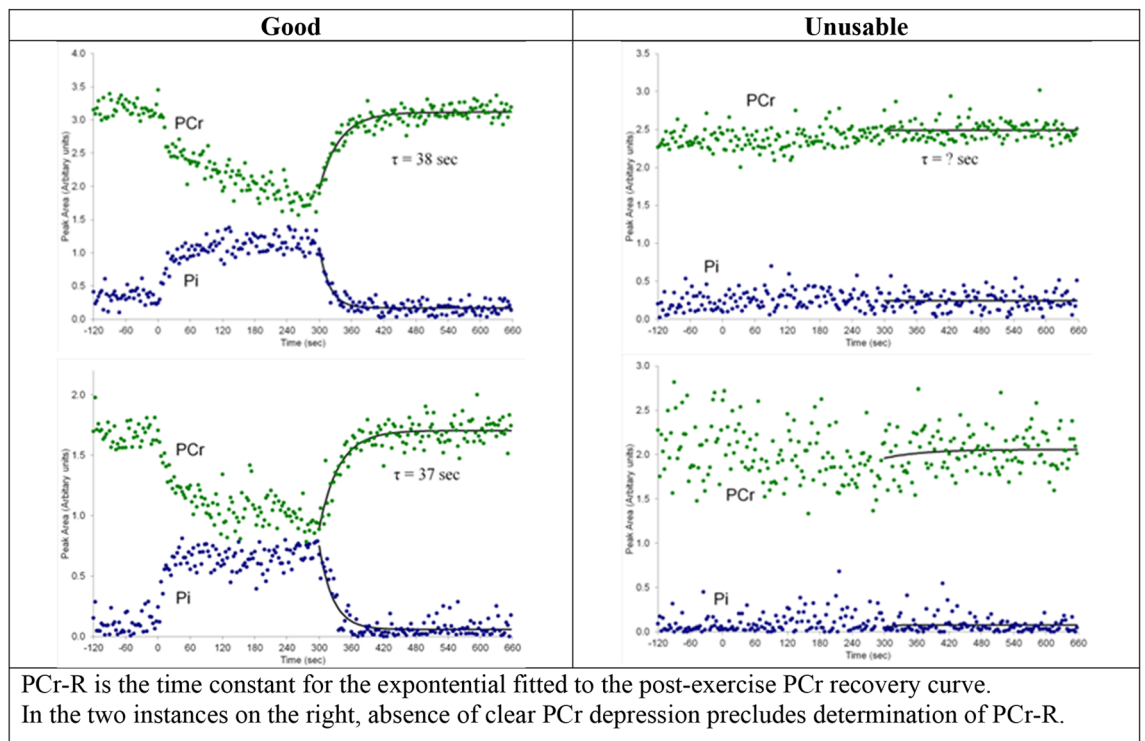 Good
Unusable
4.0
3.5
3.0
2.5
2.0
1.5
1.0
0.5
0.0
Peak Area (Arbitary units)
PCr
τ = 38 sec
Pi
-120 -60 0 60 120 180 240 300 360 420 480 540 600 660
Time (sec)
4.0
3.5
3.0
2.5
2.0
1.5
1.0
0.5
0.0
Peak Area (Arbitary units)
PCr
τ = ? sec
Pi
-120 -60 0 60 120 180 240 300 360 420 480 540 600 660
Time (sec)
2.0
1.5
1.0
0.5
0.0
Peak Area (Arbitary units)
PCr
τ = 37 sec
Pi
-120 -60 0 60 120 180 240 300 360 420 480 540 600 660
Time (sec)
3.0
2.5
2.0
1.5
1.0
0.5
0.0
Peak Area (Arbitrary units)
PCr
Pi
-120 -60 0 60 120 180 240 300 360 420 480 540 600 660
Time (sec)
PCr-R is the time constant for the expontential fitted to the post-exercise PCr recovery curve.
In the two instances on the right, absence of clear PCr depression precludes determination of PCr-R.